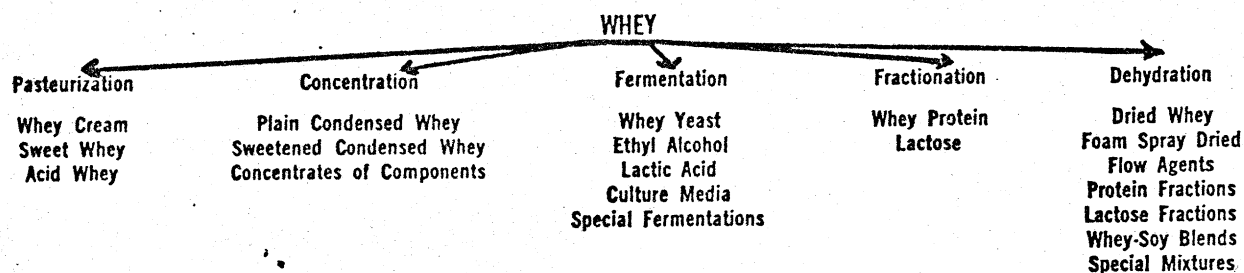 WHEY
Pasteurization
Whey Cream
Sweet Whey
Acid Whey
Concentration
Plain Condensed Whey
Sweetened Condensed Whey
Concentrates of Components
Fermentation
Whey Yeast
Ethyl Alcohol
Lactic Acid
Culture Media
Special Fermentations
Fractionation
Whey Protein
Lactose
Dehydration
Dried Whey
Foam Spray Dried
Flow Agents
Protein Fractions
Lactose Fractions
Whey-Soy Blends
Special Mixtures